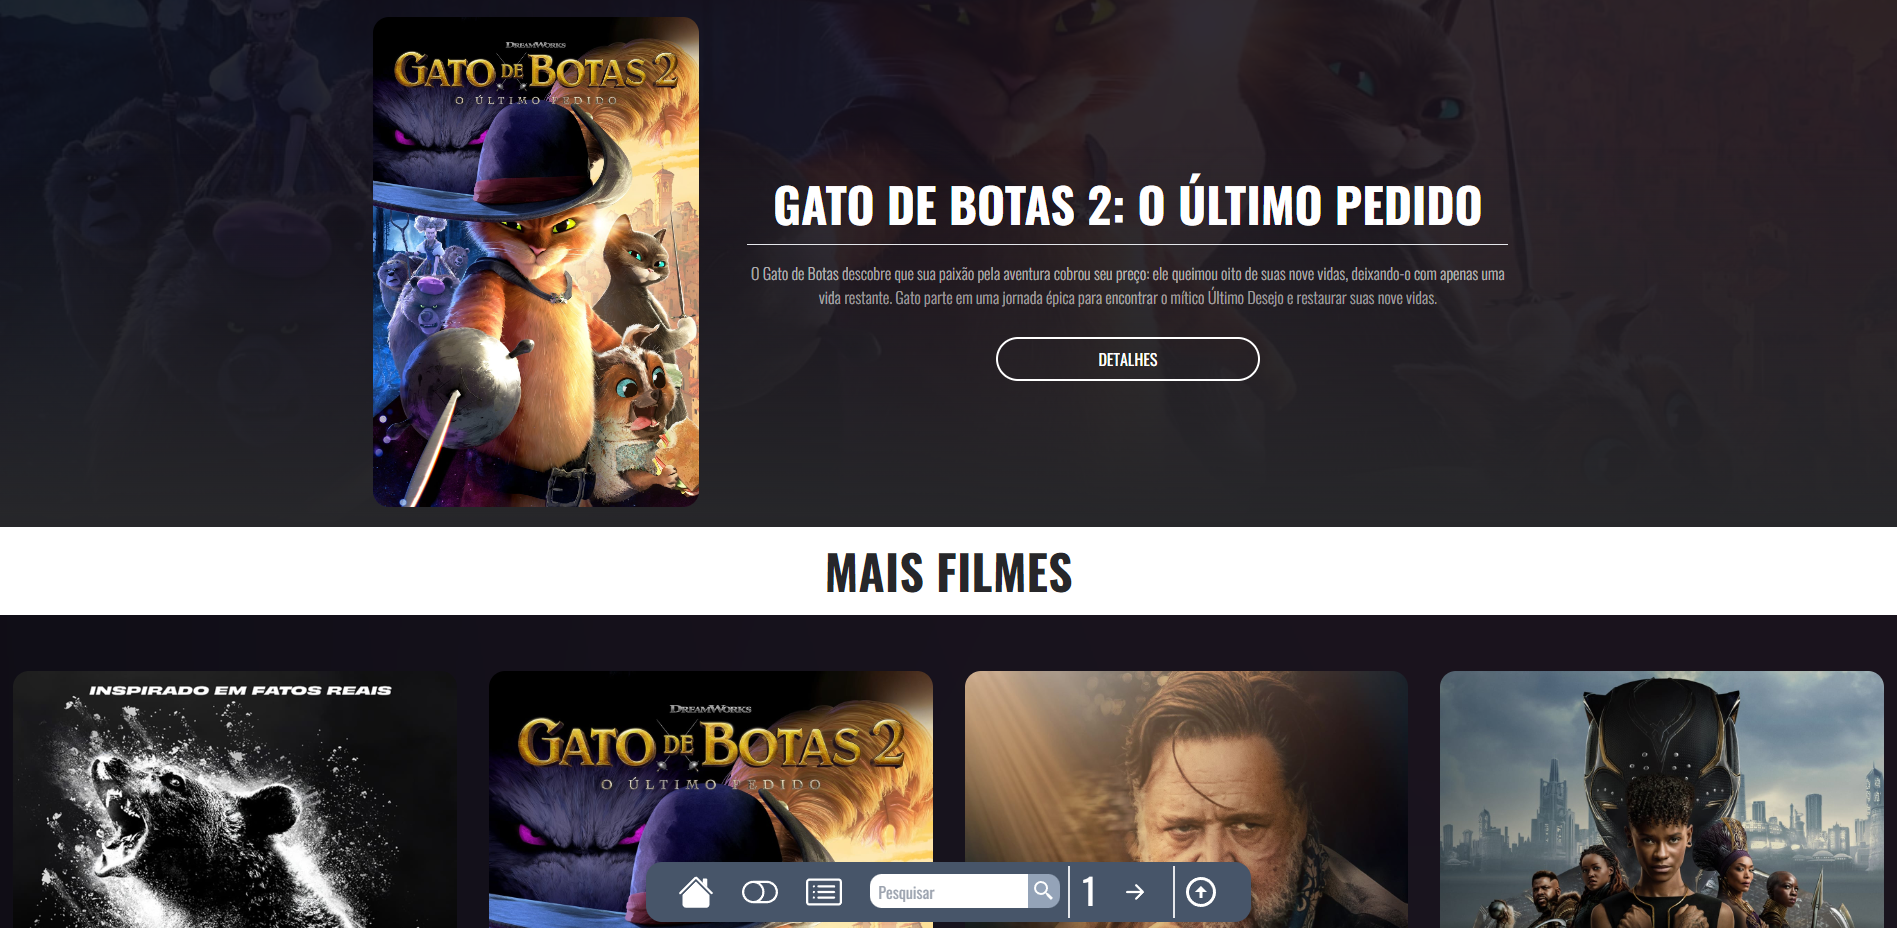 DREAMWORKS
GATO DE BOTAS 2
O ÚLTIMO PEDIDO
GATO DE BOTAS 2: O ÚLTIMO PEDIDO
O Gato de Botas descobre que sua paixão pela aventura cobrou seu preço: ele queimou oito de suas nove vidas, deixando-o com apenas uma
vida restante. Gato parte em uma jornada épica para encontrar o mítico Último Desejo e restaurar suas nove vidas.
DETALHES
MAIS FILMES
INSPIRADO EM FATOS REAIS
DREAMWORKS
GATO DE BOTAS 2
O ÚLTIMO PEDIDO
Pesquisar
1